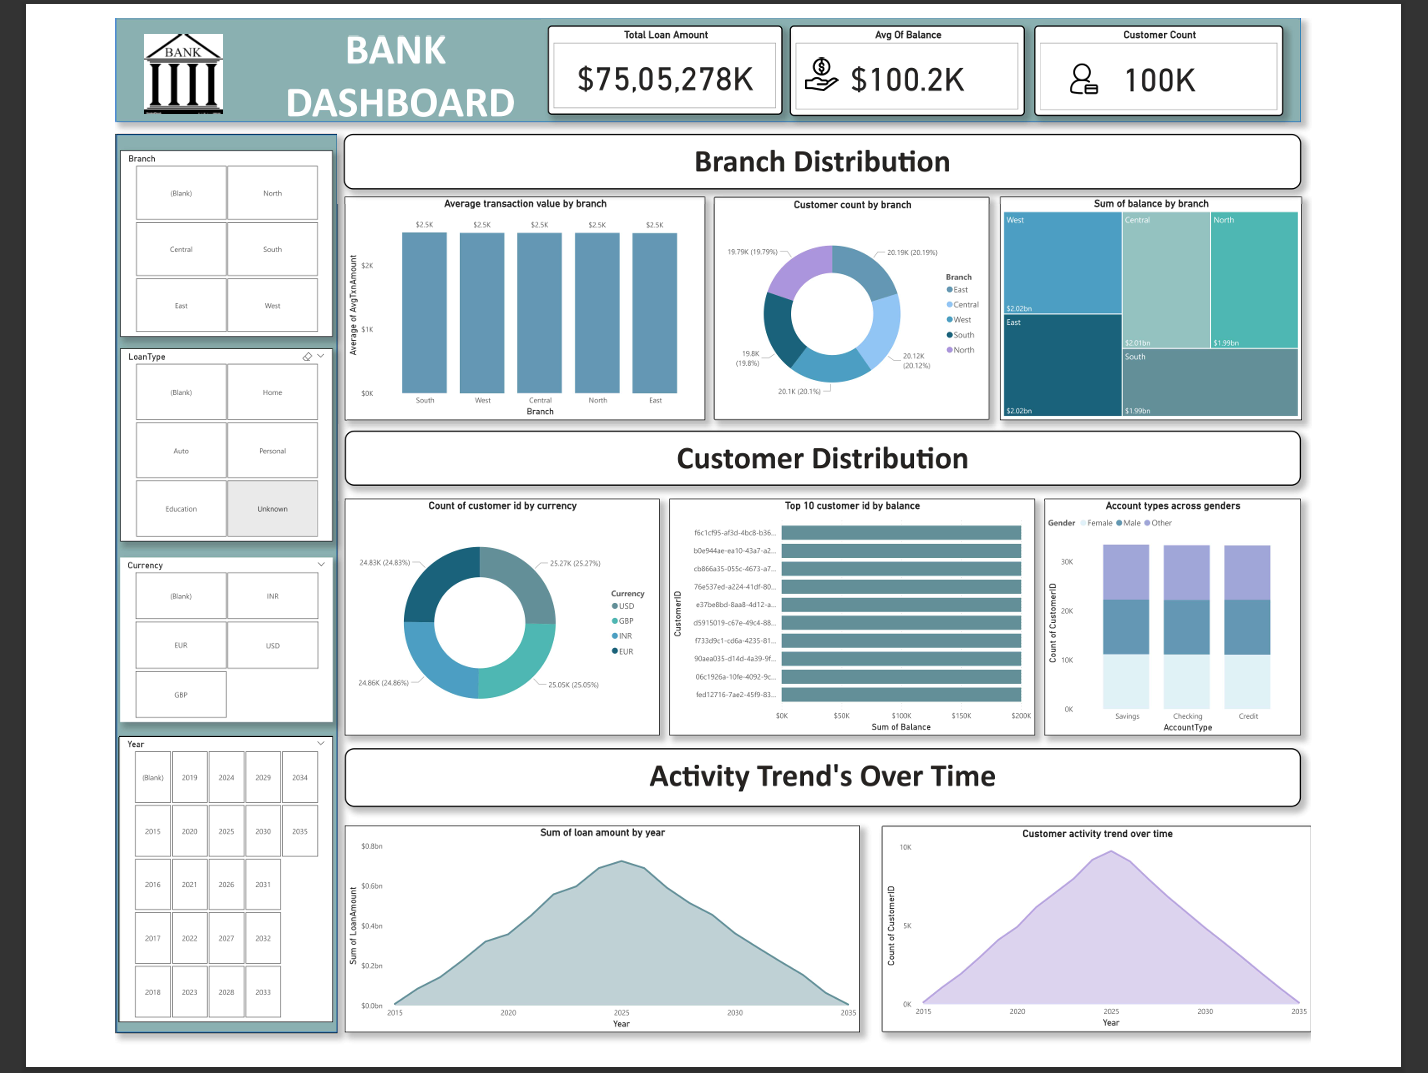 BANK
BANK
DASHBOARD
Total Loan Amount
$75,05,278K
Avg Of Balance
$100.2K
Customer Count
100K
Branch
(Blank)
North
Central
South
East
West
LoanType
(Blank)
Home
Auto
Personal
Education
Unknown
Currency
(Blank)
INR
EUR
USD
GBP
Year
(Blank)
2019
2024
2029
2034
2015
2020
2025
2030
2035
2016
2021
2026
2031
2017
2022
2027
2032
2018
2023
2028
2033
Branch Distribution
Average transaction value by branch
$2.5K
$2.5K
$2.5K
$2.5K
$2.5K
Average of AvgTxnAmount
$2K
$1K
$0K
South
West
Central
North
East
Branch
Customer count by branch
19.79K (19.79%)
20.19K (20.19%)
19.8K
(19.8%)
20.12K
(20.12%)
20.1K (20.1%)
Branch
East
Central
West
South
North
Sum of balance by branch
West
$2.02bn
East
$2.02bn
Central
$2.01bn
North
$1.99bn
South
$1.99bn
Customer Distribution
Count of customer id by currency
24.83K (24.83%)
25.27K (25.27%)
24.86K (24.86%)
25.05K (25.05%)
Currency
USD
GBP
INR
EUR
Top 10 customer id by balance
CustomerID
f6c1cf95-af3d-4bc8-b36...
b0e944ae-ea10-43a7-a2...
cb866a35-055c-4673-a7...
76e537ed-a224-41df-80...
e37be8bd-8aa8-4d12-a...
d5915019-c67e-49c4-88...
f733d9c1-cd6a-4235-81...
90aea035-d14d-4a39-9f...
06c1926a-10fe-4092-9c...
fed12716-7ae2-45f9-83...
$0K
$50K
$100K
$150K
$200K
Sum of Balance
Account types across genders
Gender
Female
Male
Other
Count of CustomerID
30K
20K
10K
0K
Savings
Checking
Credit
AccountType
Activity Trend's Over Time
Sum of loan amount by year
Sum of LoanAmount
$0.8bn
$0.6bn
$0.4bn
$0.2bn
$0.0bn
2015
2020
2025
2030
2035
Year
Customer activity trend over time
Count of CustomerID
10K
5K
0K
2015
2020
2025
2030
2035
Year